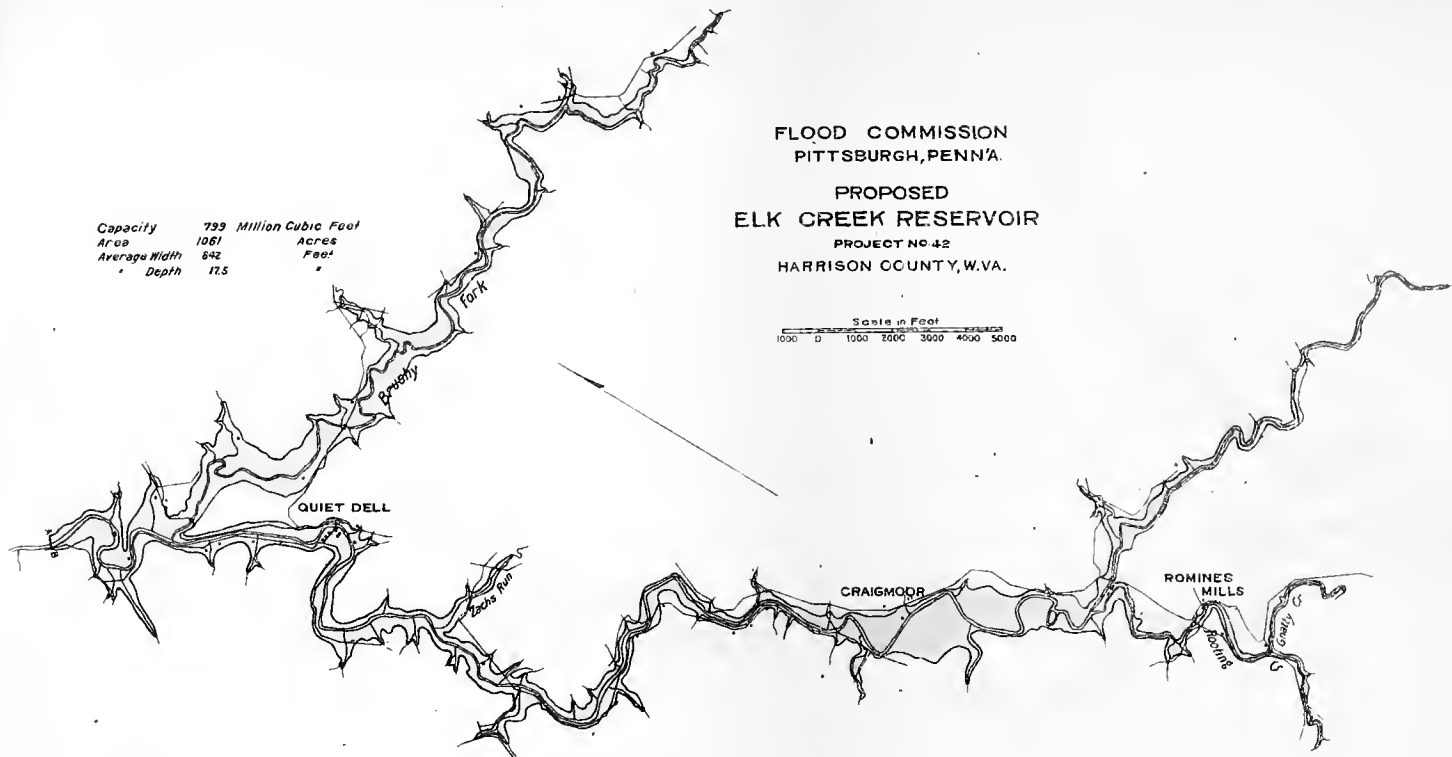 FLOOD COMMISSION
PITTSBURGH, PENN'A.
PROPOSED
ELK CREEK RESERVOIR
PROJECT NO 42
HARRISON COUNTY, W.VA.
Scale in Feet
1000 0 1000 2000 3000 4000 5000
Capacity 799 Million Cubic Feet
Area 1061 Acres
Average Width 642 Feet
" Depth 17.5 "
Brushy Fork
QUIET DELL
Zachs Run
CRAIGMOOR
ROMINES
MILLS
Rooting
Cr
Gnatty Cr